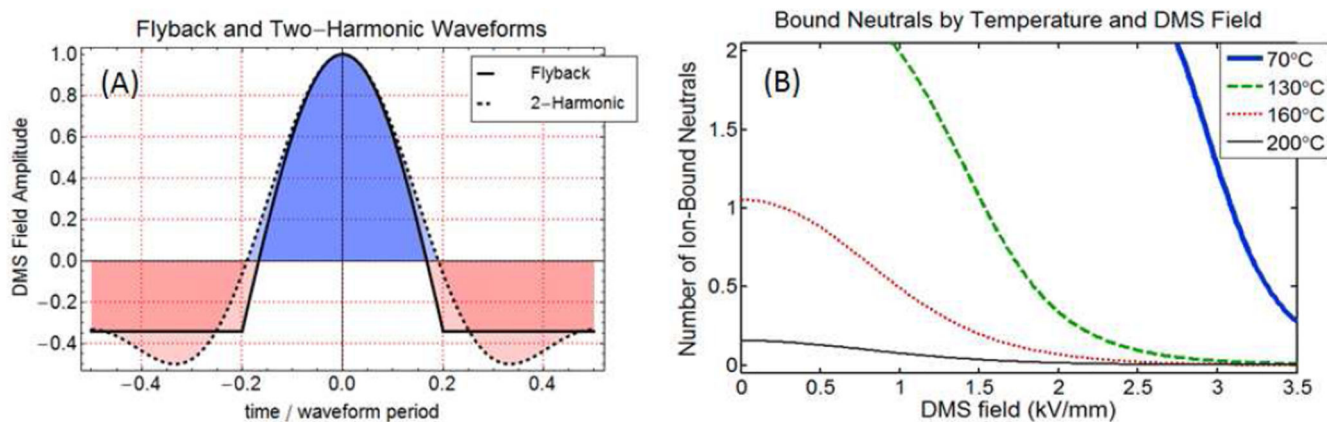 Flyback and Two−Harmonic Waveforms
(A)
Flyback
2−Harmonic
DMS Field Amplitude
1.0
0.8
0.6
0.4
0.2
0.0
−0.2
−0.4
−0.4
−0.2
0.0
0.2
0.4
time / waveform period
Bound Neutrals by Temperature and DMS Field
(B)
70°C
130°C
160°C
200°C
Number of Ion-Bound Neutrals
2
1.5
1
0.5
0
0
0.5
1
1.5
2
2.5
3
3.5
DMS field (kV/mm)